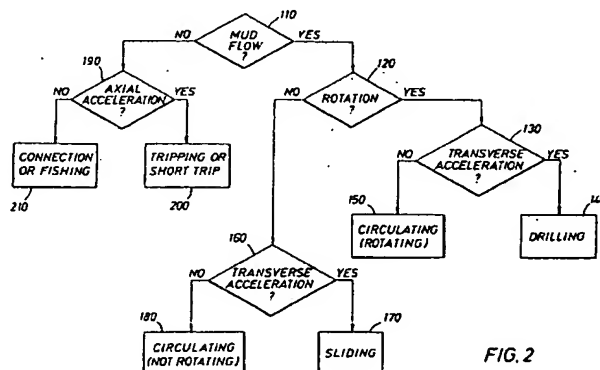 110
MUD
FLOW
?
NO
YES
190
AXIAL
ACCELERATION
?
NO
YES
120
ROTATION
?
NO
YES
CONNECTION
OR FISHING
210
TRIPPING OR
SHORT TRIP
200
130
TRANSVERSE
ACCELERATION
?
NO
YES
150
CIRCULATING
(ROTATING)
DRILLING
160
TRANSVERSE
ACCELERATION
?
NO
YES
180
CIRCULATING
(NOT ROTATING)
170
SLIDING
FIG. 2